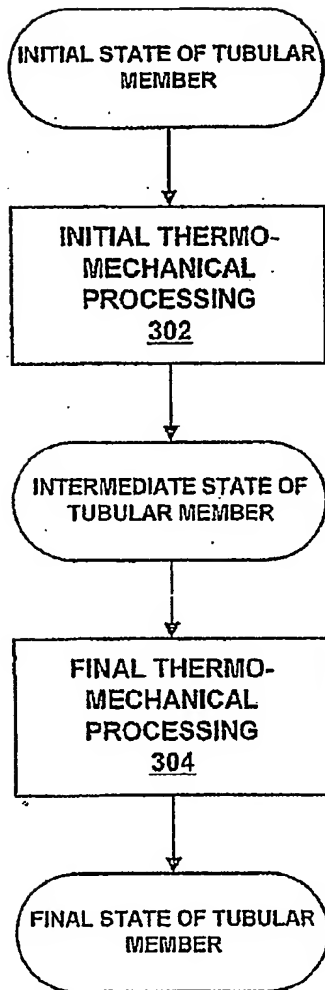 INITIAL STATE OF TUBULAR
MEMBER
INITIAL THERMO-
MECHANICAL
PROCESSING
302
INTERMEDIATE STATE OF
TUBULAR MEMBER
FINAL THERMO-
MECHANICAL
PROCESSING
304
FINAL STATE OF TUBULAR
MEMBER